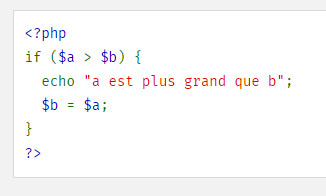 <?php
if ($a > $b) {
  echo "a est plus grand que b";
  $b = $a;
}
?>